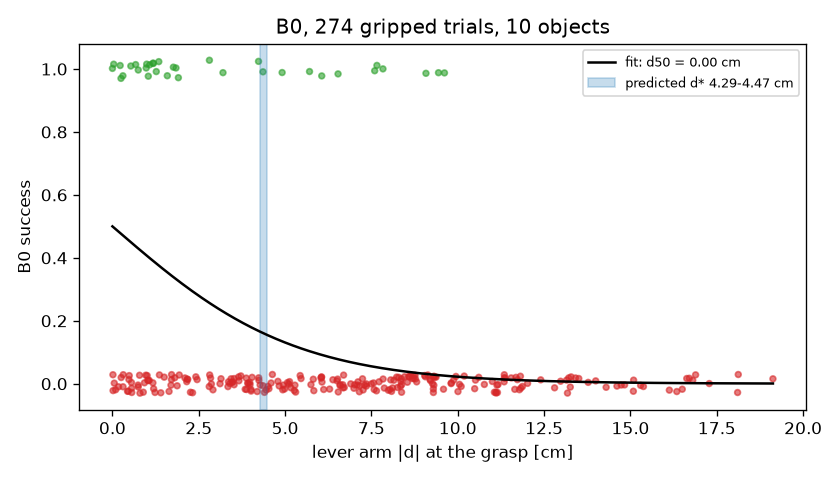 B0, 274 gripped trials, 10 objects
fit: d50 = 0.00 cm
predicted d* 4.29-4.47 cm
B0 success
1.0
0.8
0.6
0.4
0.2
0.0
0.0 2.5 5.0 7.5 10.0 12.5 15.0 17.5 20.0
lever arm |d| at the grasp [cm]